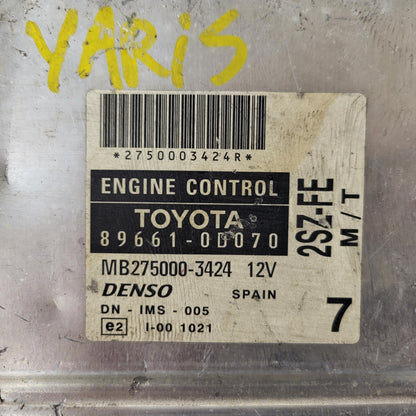 YARIS
*2750003424R*
ENGINE CONTROL
TOYOTA
89661-0D070
2SZ-FE
M/T
MB275000-3424 12V
DENSO SPAIN
DN - IMS - 005
e2 I-00 1021
7